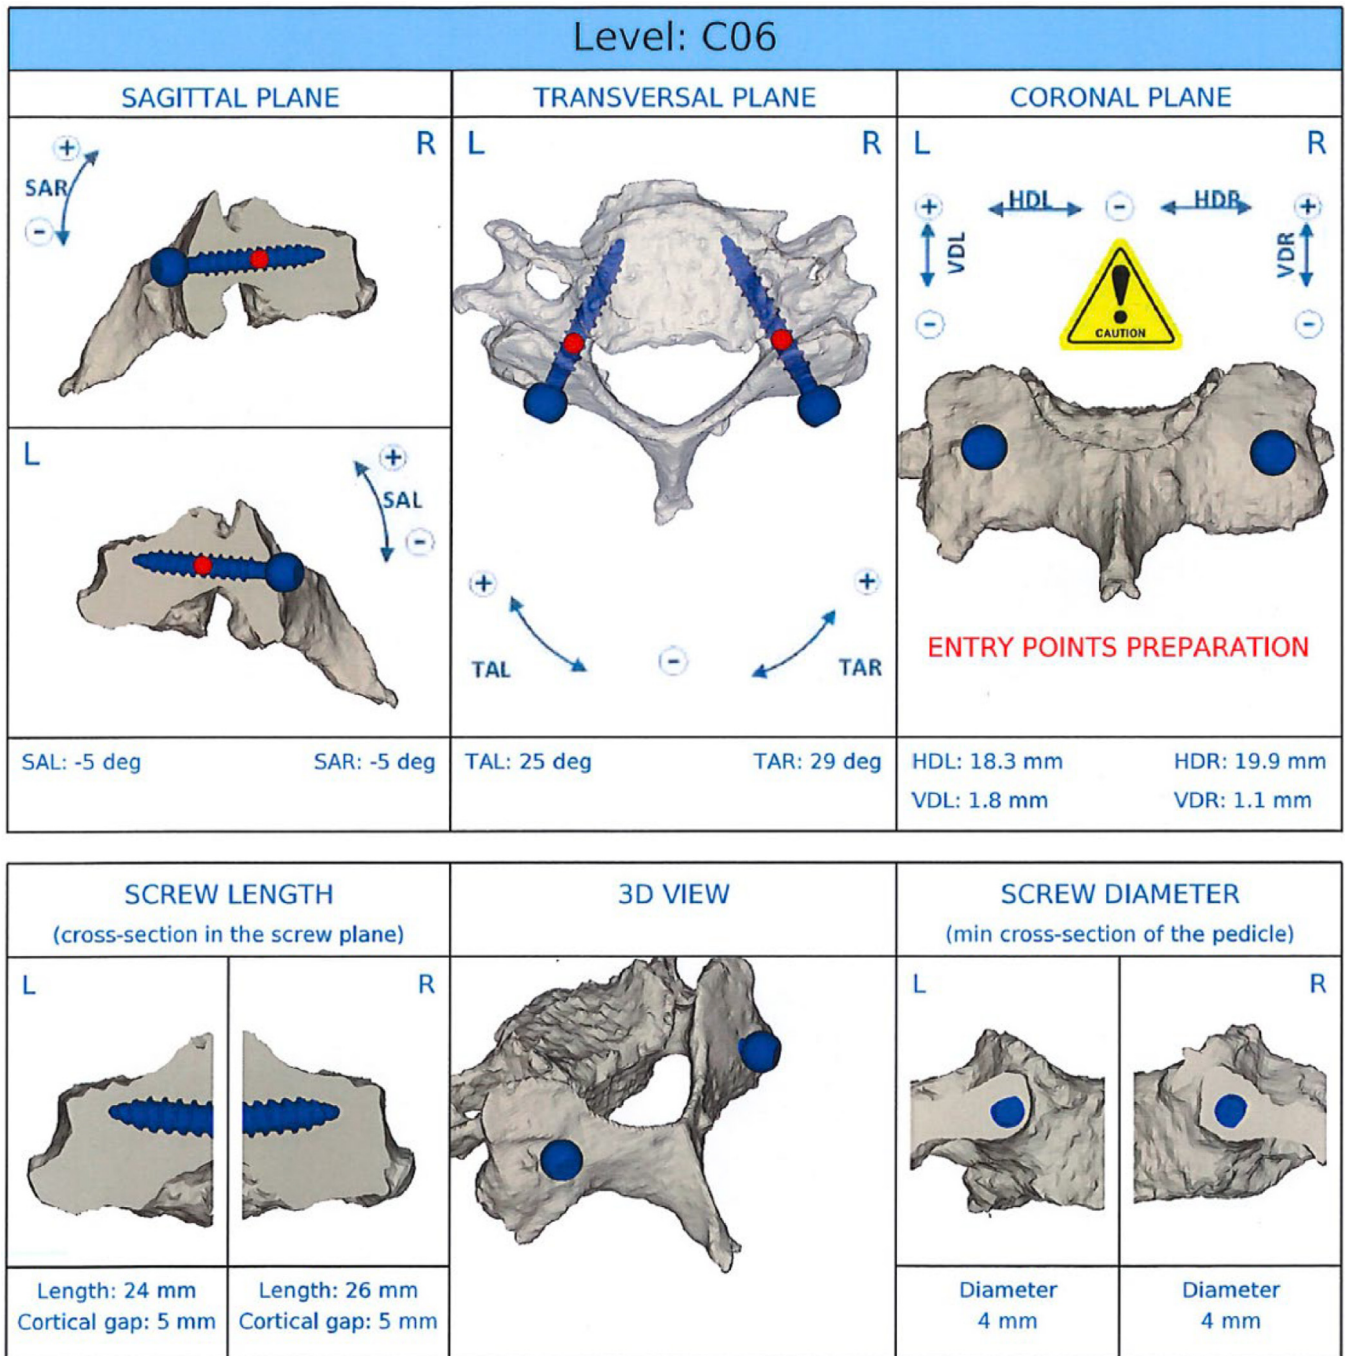 Level: C06
SAGITTAL PLANE
TRANSVERSAL PLANE
CORONAL PLANE
R
SAR
L
SAL
L R
TAL TAR
L R
HDL HDR
VDL VDR
CAUTION
ENTRY POINTS PREPARATION
SAL: -5 deg SAR: -5 deg
TAL: 25 deg TAR: 29 deg
HDL: 18.3 mm HDR: 19.9 mm
VDL: 1.8 mm VDR: 1.1 mm
SCREW LENGTH
(cross-section in the screw plane)
3D VIEW
SCREW DIAMETER
(min cross-section of the pedicle)
L R
L R
Length: 24 mm
Cortical gap: 5 mm
Length: 26 mm
Cortical gap: 5 mm
Diameter
4 mm
Diameter
4 mm